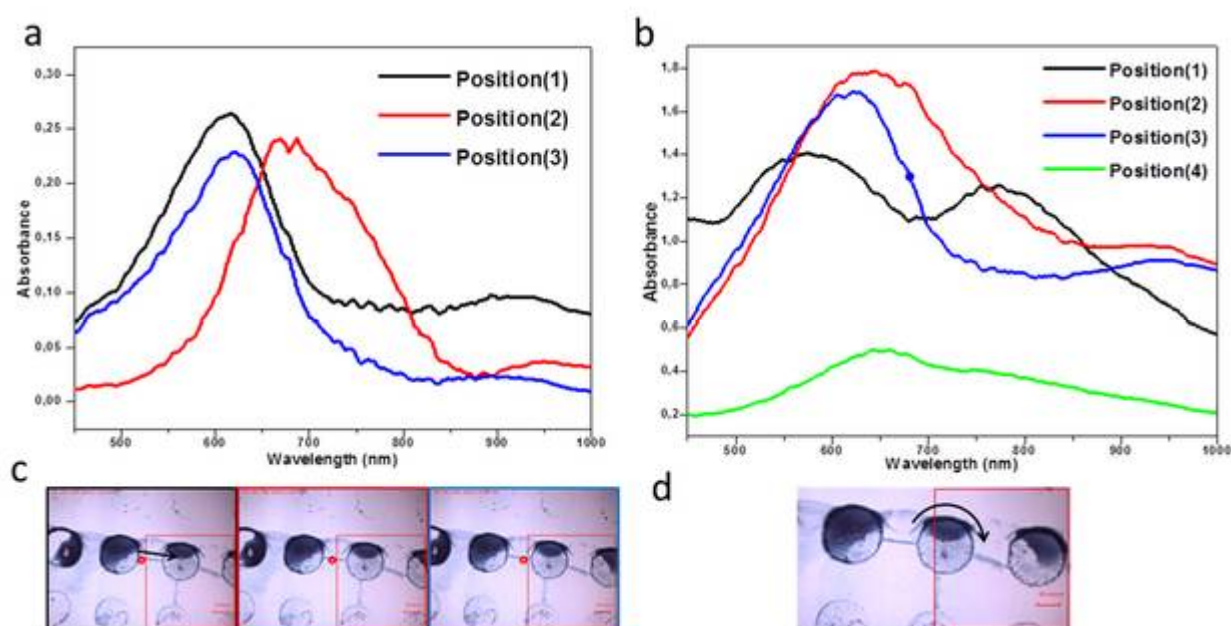 a
Position(1)
Position(2)
Position(3)
0,30
0,25
0,20
0,15
0,10
0,05
0,00
Absorbance
500 600 700 800 900 1000
Wavelength (nm)
b
Position(1)
Position(2)
Position(3)
Position(4)
1.8
1.6
1.4
1.2
1.0
0.8
0.6
0.4
0.2
Absorbance
500 600 700 800 900 1000
Wavelength (nm)
c
d